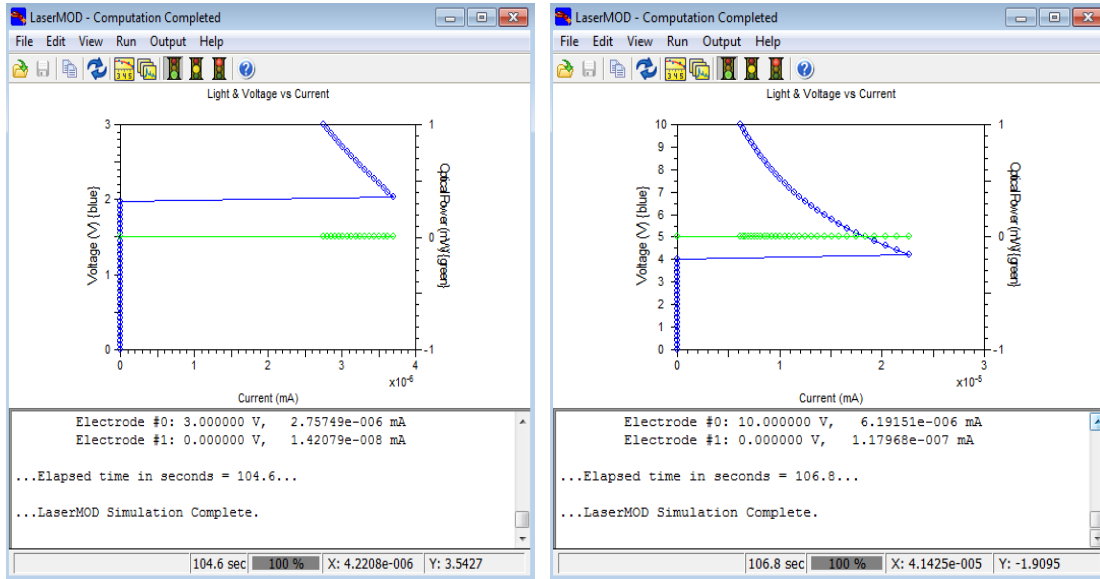 LaserMOD - Computation Completed
File Edit View Run Output Help
Light & Voltage vs Current
3
2
1
0
Voltage (V) {blue}
1
0
-1
Optical Power (mW) {green}
0 1 2 3 4
x10-6
Current (mA)
Electrode #0: 3.000000 V, 2.75749e-006 mA
Electrode #1: 0.000000 V, 1.42079e-008 mA
...Elapsed time in seconds = 104.6...
...LaserMOD Simulation Complete.
104.6 sec 100 % X: 4.2208e-006 Y: 3.5427
LaserMOD - Computation Completed
File Edit View Run Output Help
Light & Voltage vs Current
10
9
8
7
6
5
4
3
2
1
0
Voltage (V) {blue}
1
0
-1
Optical Power (mW) {green}
0 1 2 3
x10-5
Current (mA)
Electrode #0: 10.000000 V, 6.19151e-006 mA
Electrode #1: 0.000000 V, 1.17968e-007 mA
...Elapsed time in seconds = 106.8...
...LaserMOD Simulation Complete.
106.8 sec 100 % X: 4.1425e-005 Y: -1.9095